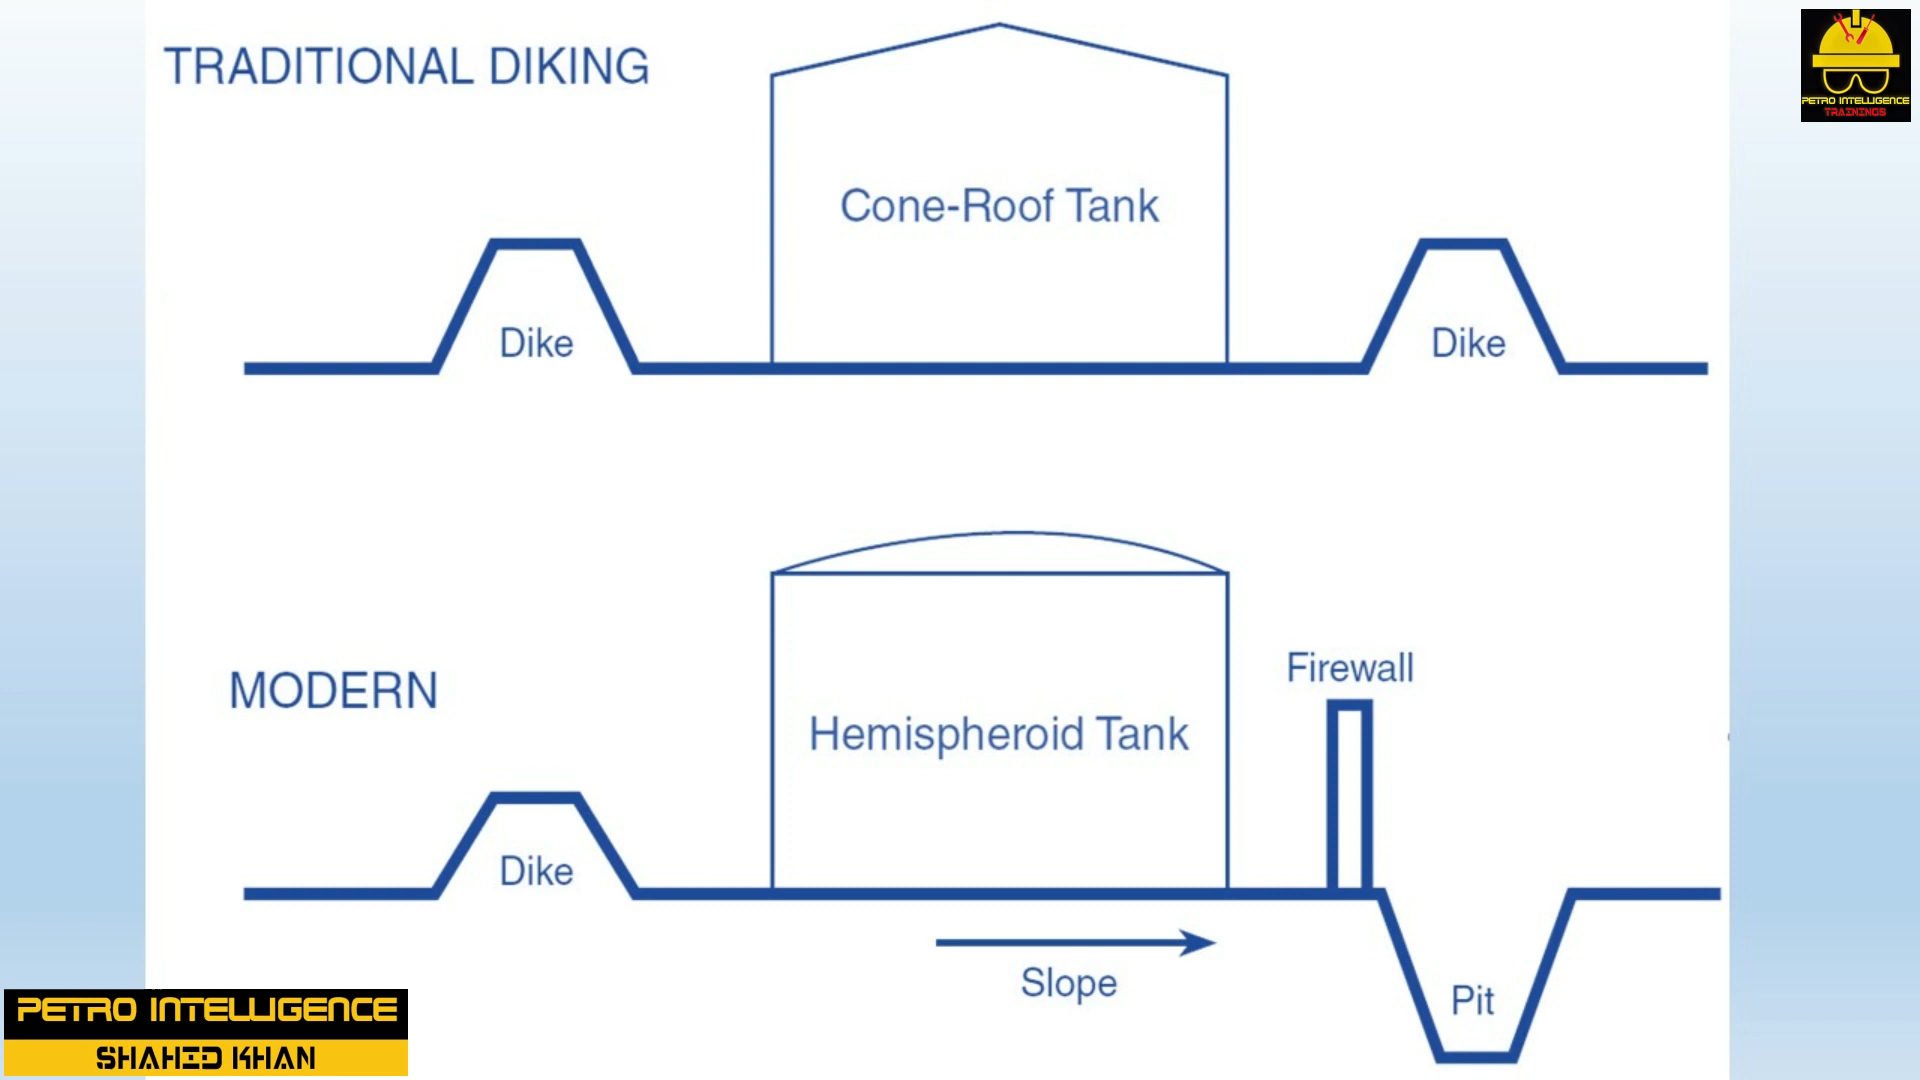 TRADITIONAL DIKING
PETRO INTELLIGENCE
TRAININGS
Cone-Roof Tank
Dike
Dike
Firewall
MODERN
Hemispheroid Tank
Dike
Slope
Pit
PETRO INTELLIGENCE
SHAHID KHAN